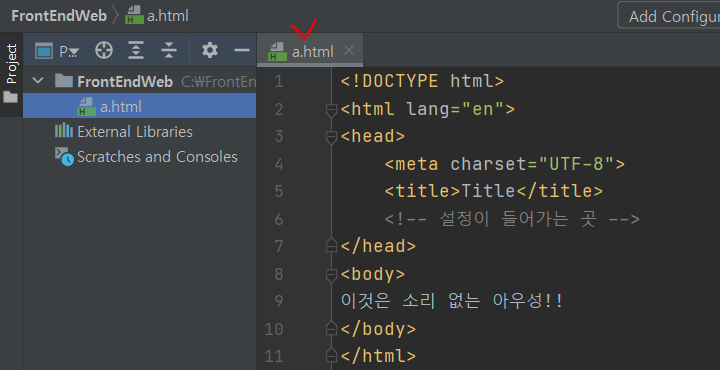 FrontEndWeb a.html Add Configur
Project P... a.html
FrontEndWeb C:\FrontEn
a.html
External Libraries
Scratches and Consoles
1 <!DOCTYPE html>
2 <html lang="en">
3 <head>
4 <meta charset="UTF-8">
5 <title>Title</title>
6 <!-- 설정이 들어가는 곳 -->
7 </head>
8 <body>
9 이것은 소리 없는 아우성!!
10 </body>
11 </html>